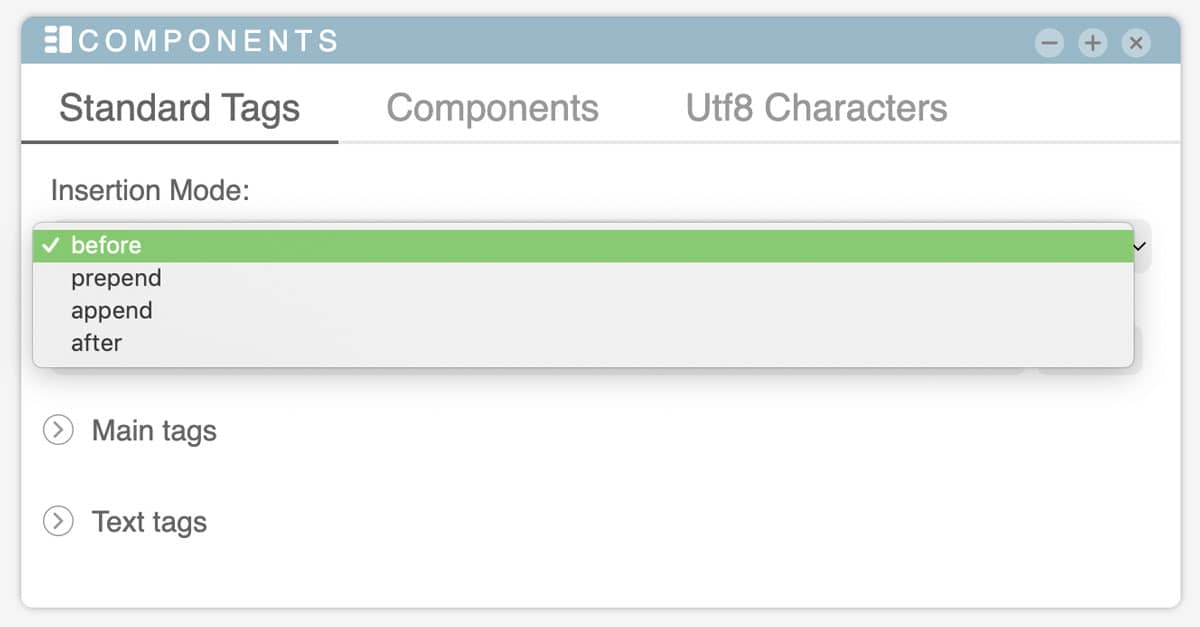 COMPONENTS
Standard Tags Components Utf8 Characters
Insertion Mode:
✓ before
prepend
append
after
Main tags
Text tags